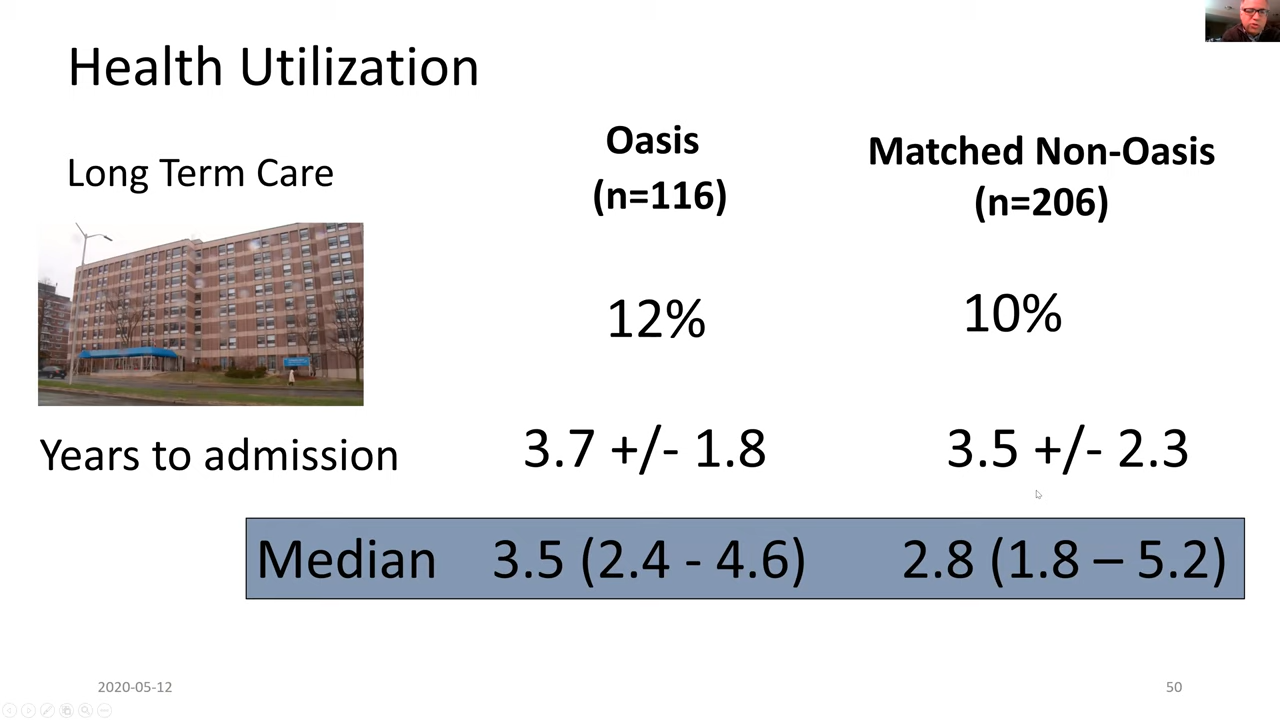 Health Utilization
Long Term Care
Oasis
(n=116)
Matched Non-Oasis
(n=206)
12%
10%
Years to admission
3.7 +/- 1.8
3.5 +/- 2.3
Median
3.5 (2.4 - 4.6)
2.8 (1.8 – 5.2)
2020-05-12
50